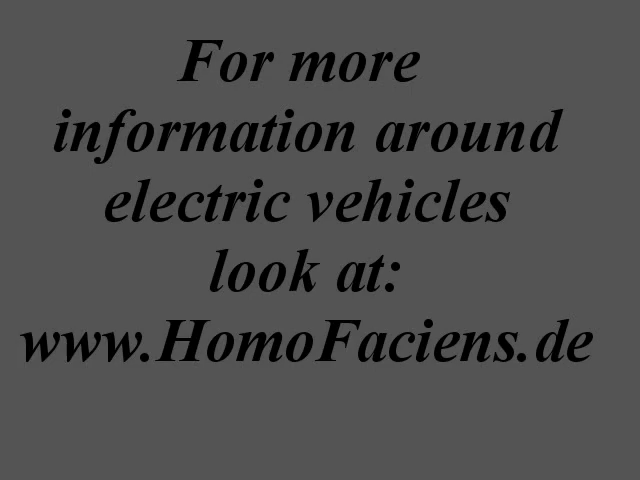 For more
information around
electric vehicles
look at:
www.HomoFaciens.de